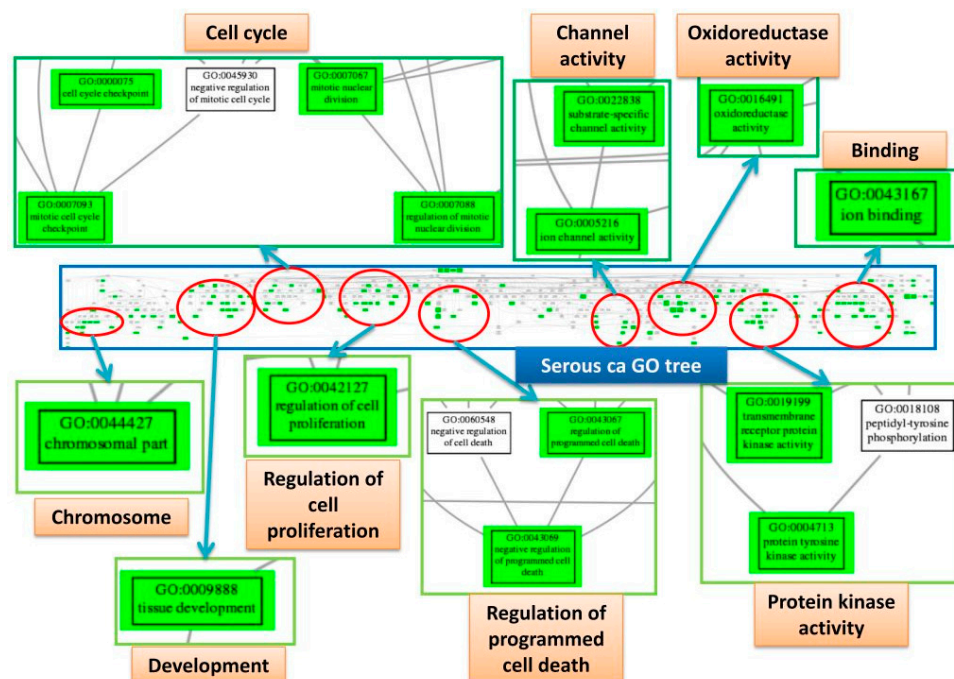 Cell cycle
Channel
activity
Oxidoreductase
activity
GO:0000075
cell cycle checkpoint
GO:0045930
negative regulation
of mitotic cell cycle
GO:0007067
mitotic nuclear
division
GO:0007093
mitotic cell cycle
checkpoint
GO:0007088
regulation of mitotic
nuclear division
GO:0022838
substrate-specific
channel activity
GO:0005216
ion channel activity
GO:0016491
oxidoreductase
activity
Binding
GO:0043167
ion binding
Serous ca GO tree
GO:0044427
chromosomal part
Chromosome
GO:0009888
tissue development
Development
GO:0042127
regulation of cell
proliferation
Regulation of
cell
proliferation
GO:0060548
negative regulation
of cell death
GO:0043067
regulation of
programmed cell death
GO:0043069
negative regulation
of programmed cell
death
Regulation of
programmed
cell death
GO:0019199
transmembrane
receptor protein
kinase activity
GO:0018108
peptidyl-tyrosine
phosphorylation
GO:0004713
protein tyrosine
kinase activity
Protein kinase
activity